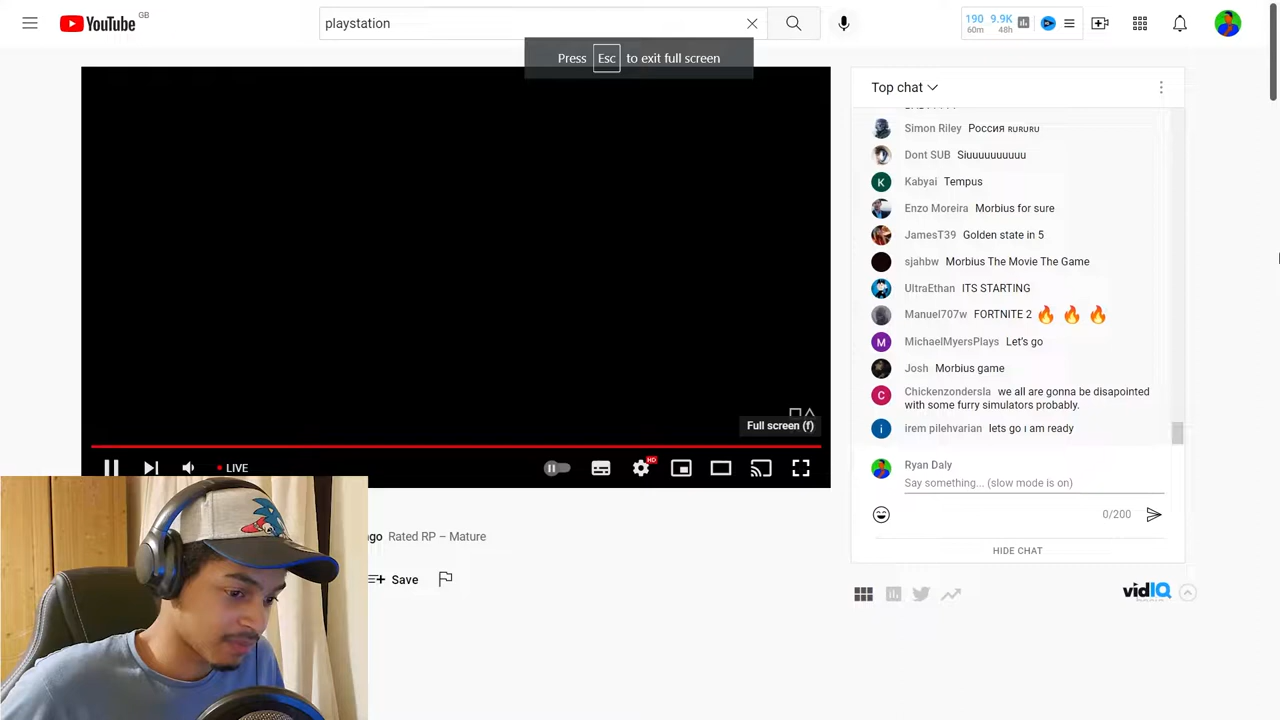 YouTube GB
playstation
190 9.9K
60m 48h
Press Esc to exit full screen
Top chat
Simon Riley Россия RURURU
Dont SUB Siuuuuuuuuu
K Kabyai Tempus
Enzo Moreira Morbius for sure
JamesT39 Golden state in 5
sjahbw Morbius The Movie The Game
UltraEthan ITS STARTING
Manuel707w FORTNITE 2
M MichaelMyersPlays Let's go
Josh Morbius game
C Chickenzondersla we all are gonna be disapointed
with some furry simulators probably.
i irem pilehvarian lets go ı am ready
Full screen (f)
LIVE
HD
Ryan Daly
Say something... (slow mode is on)
0/200
HIDE CHAT
ago Rated RP – Mature
Save
vidIQ